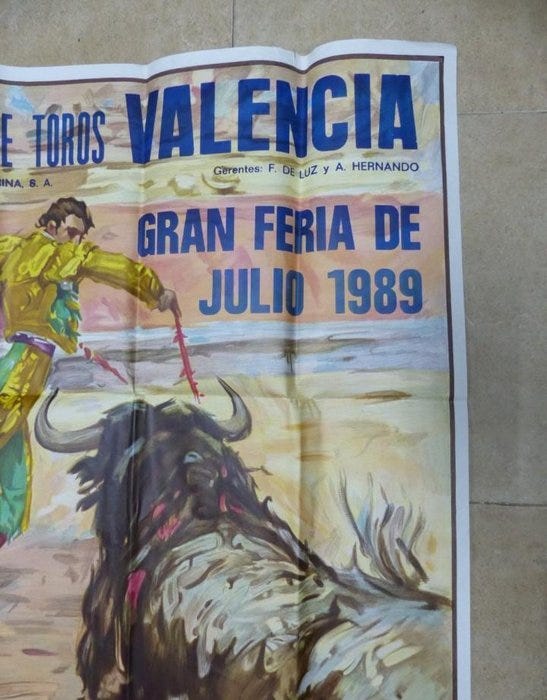 E TOROS VALENCIA
INA, S. A.
Gerentes: F. DE LUZ y A. HERNANDO
GRAN FERIA DE
JULIO 1989